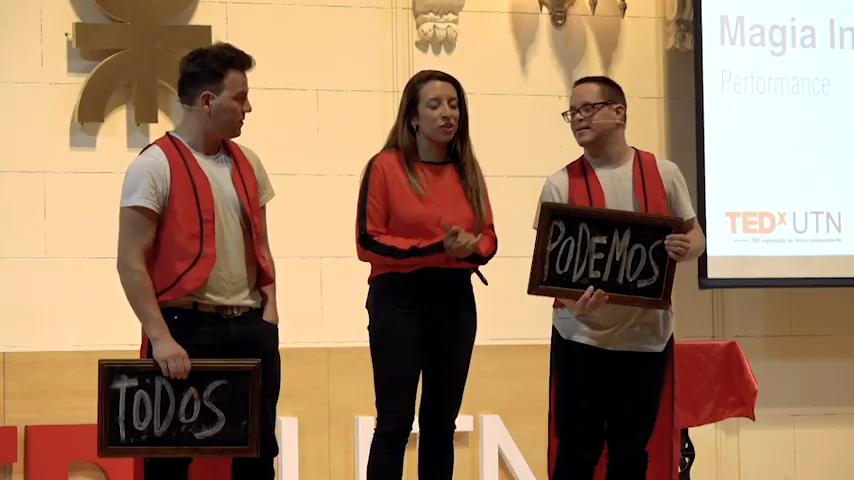 Magia In
Performance
TEDx UTN
PODEMOS
TODOS